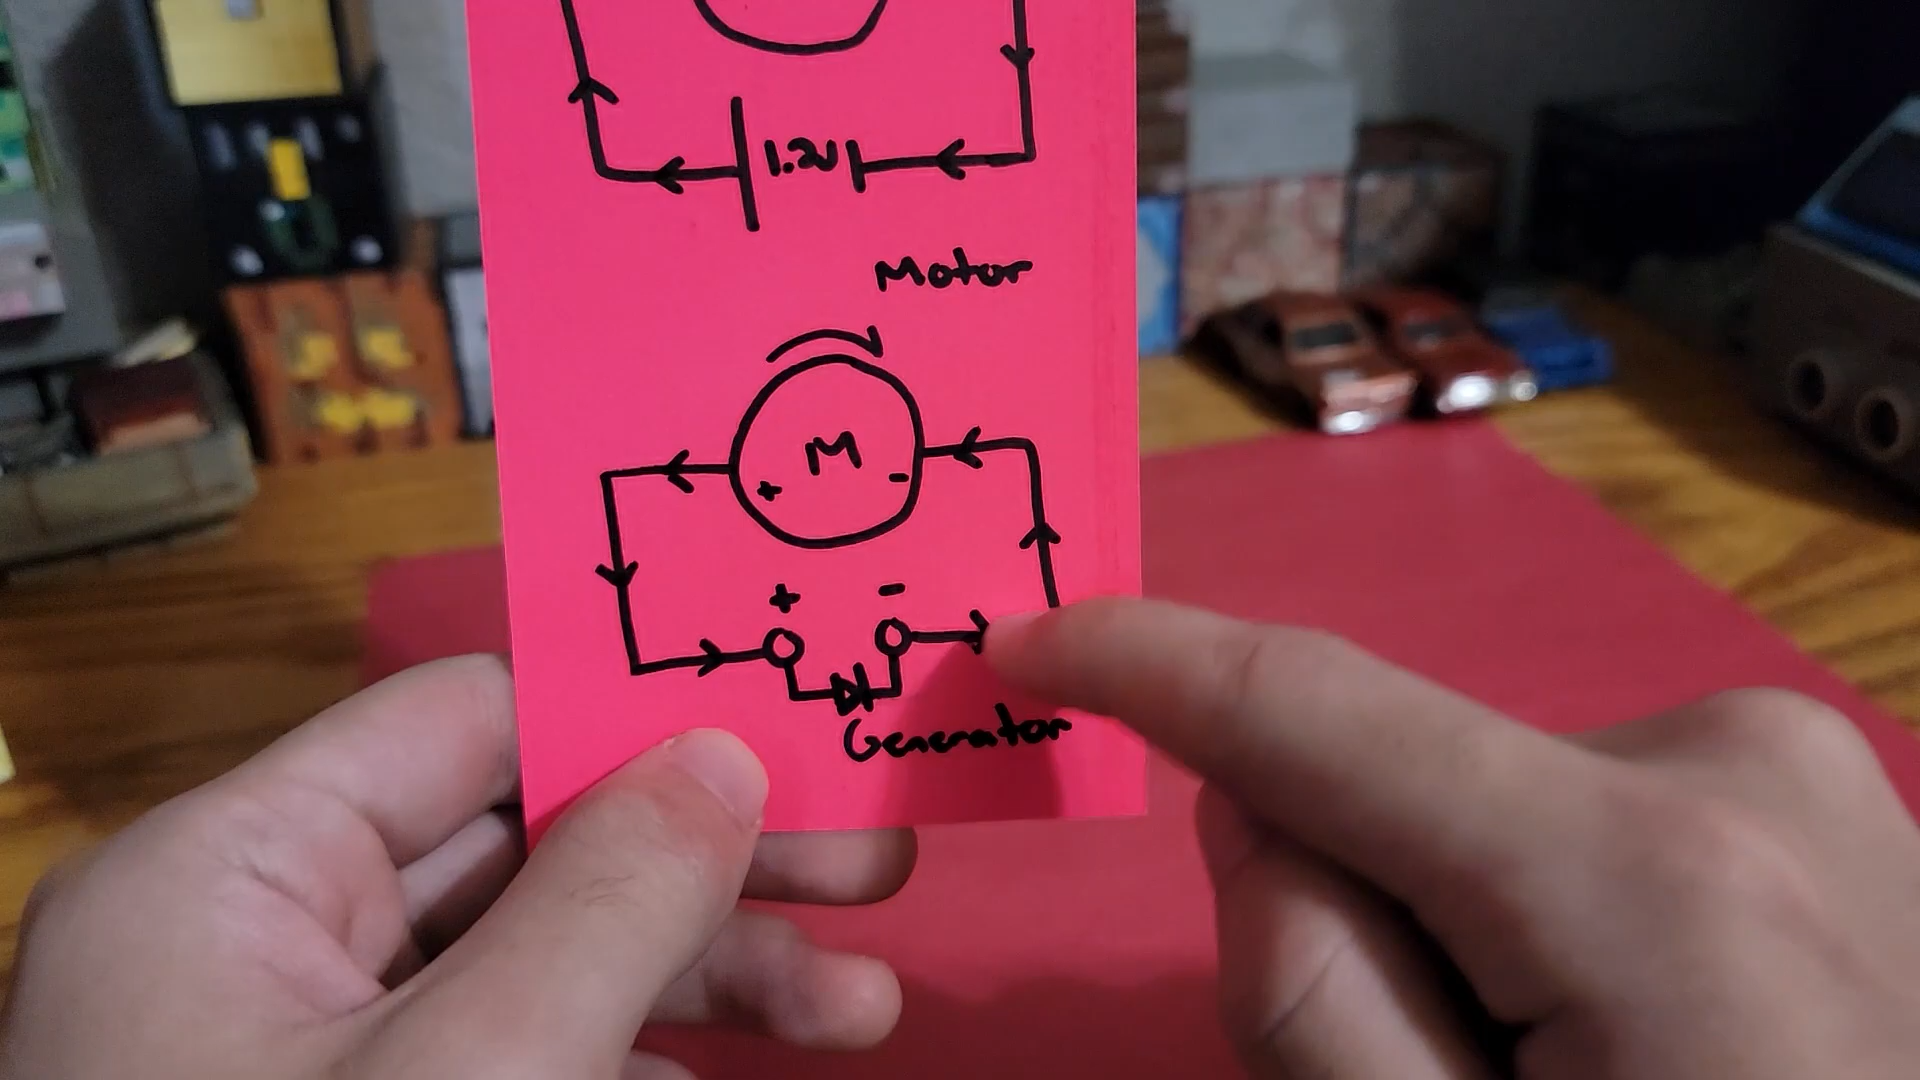 1.2V
Motor
M
+ -
+ -
Generator